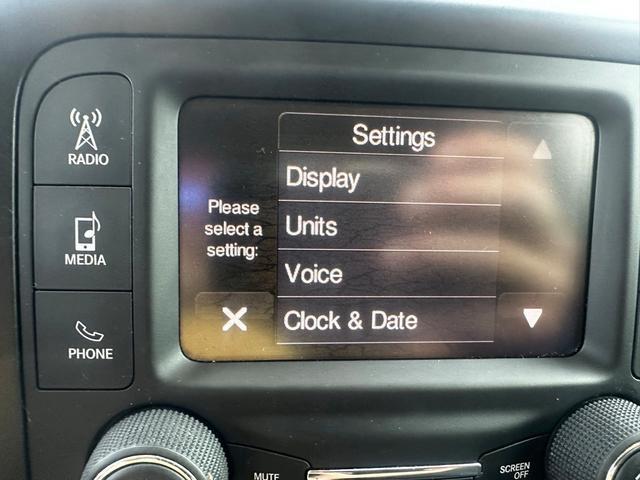 RADIO
MEDIA
PHONE
Settings
Please
select a
setting:
Display
Units
Voice
Clock & Date
MUTE
SCREEN
OFF